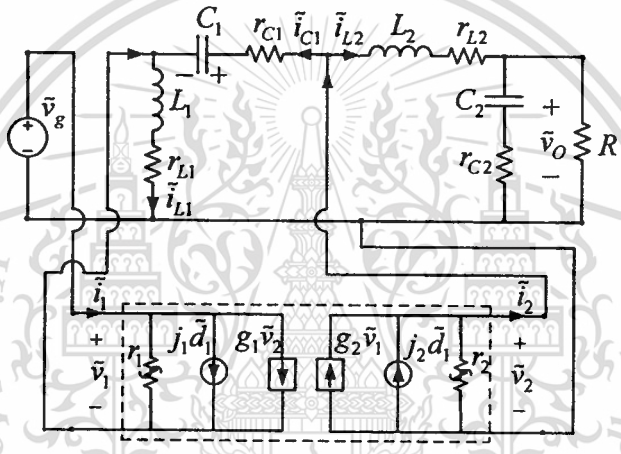 C₁ r_C1 ĩ_C1 ĩ_L2 L₂ r_L2
ṽ_g L₁ C₂ + ṽ_O − R
r_L1 r_C2
ĩ_L1
ĩ₁ ĩ₂
+ ṽ₁ − r₁ j₁d̃₁ g₁ṽ₂ g₂ṽ₁ j₂d̃₁ r₂ + ṽ₂ −